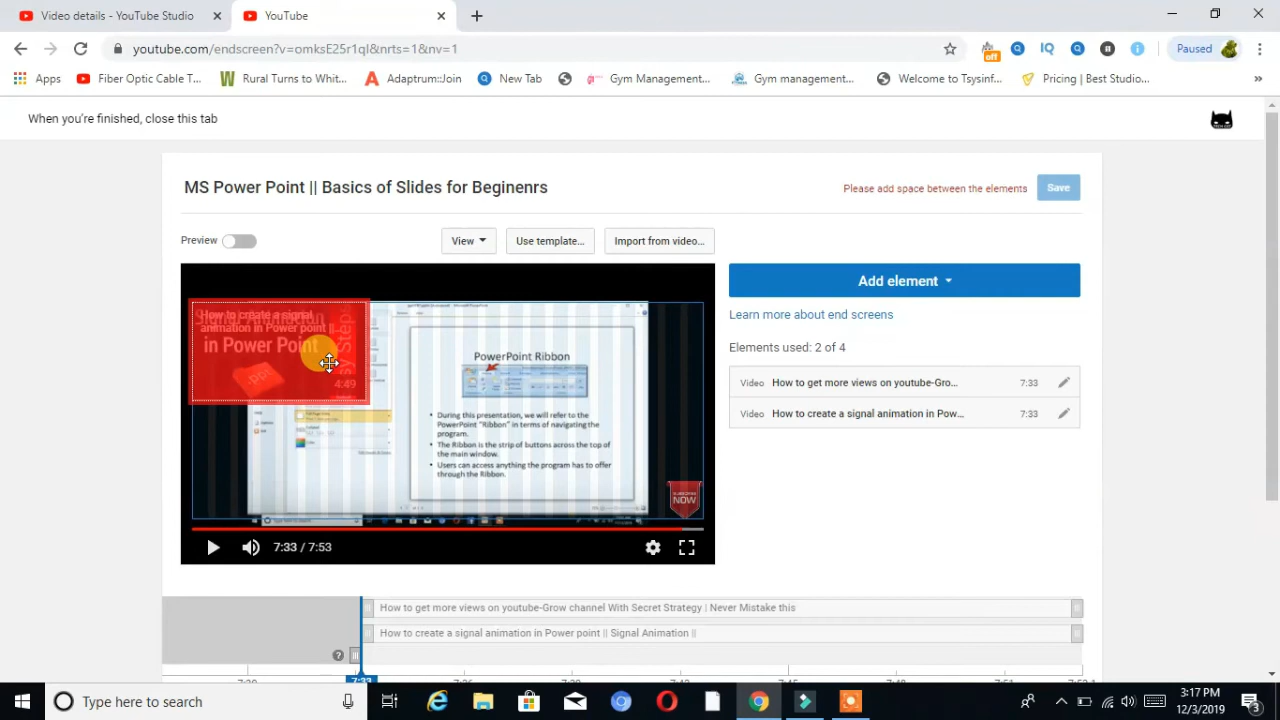 Video details - YouTube Studio
YouTube
youtube.com/endscreen?v=omksE25r1qI&nrts=1&nv=1
IQ
off
Paused
Apps
Fiber Optic Cable T...
Rural Turns to Whit...
Adaptrum::Join
New Tab
Gym Management...
Gym management...
Welcome to Tsysinf...
Pricing | Best Studio...
When you're finished, close this tab
MS Power Point || Basics of Slides for Beginenrs
Please add space between the elements
Save
Preview
View
Use template...
Import from video...
Add element
Learn more about end screens
Elements used: 2 of 4
Video How to get more views on youtube-Gro... 7:33
Video How to create a signal animation in Pow... 7:33
How to create a signal
animation in Power point ||
Signal Animation
in Power Point
4:49
PowerPoint Ribbon
During this presentation, we will refer to the
PowerPoint "Ribbon" in terms of navigating the
program.
The Ribbon is the strip of buttons across the top of
the main window.
Users can access anything the program has to offer
through the Ribbon.
SUBSCRIBE
NOW
7:33 / 7:53
How to get more views on youtube-Grow channel With Secret Strategy | Never Mistake this
How to create a signal animation in Power point || Signal Animation ||
?
7:33
Type here to search
3:17 PM
12/3/2019
3